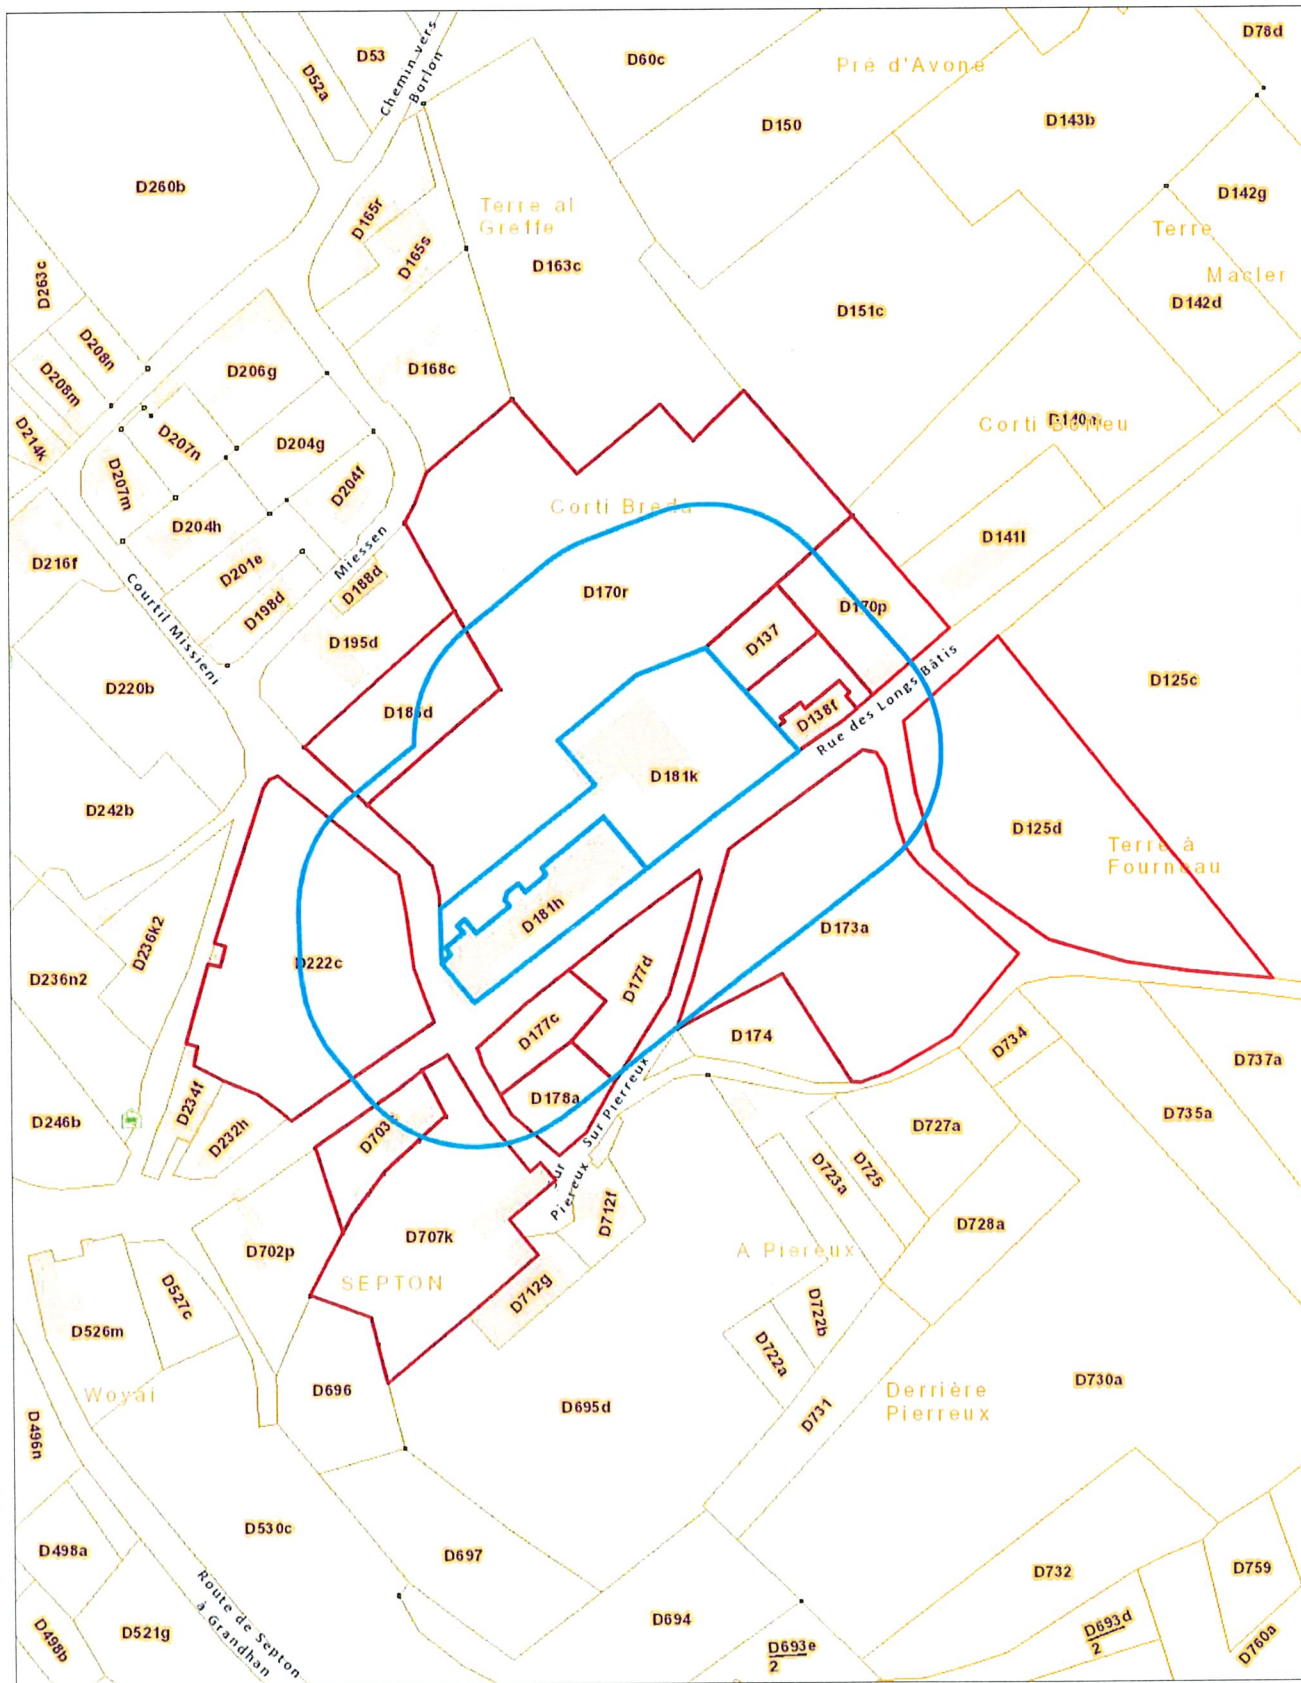 D78d
D53
D60c
Pré d'Avone
D52a
Chemin vers
Borlon
D150
D143b
D260b
D142g
D165r
Terre al
Greffe
Terre
D165s
D163c
D263c
Macler
D142d
D151c
D208n
D206g
D168c
D208m
D214k
D207n
D204g
Corti
D207m
D204f
Corti Breda
D204h
D141l
D216f
Miessen
D201e
D188d
D170r
D170p
D198d
Courtil Missieni
D195d
D137
D220b
Rue des Longs Bâtis
D125c
D138f
D181k
D242b
D125d
Terre à
Fourneau
D181h
D173a
D236k2
D222c
D236n2
D177d
D177c
D174
D734
D737a
D178a
D234f
D246b
D232h
Sur Pierreux
D735a
D727a
Sur
Piereux
D723a
D725
D712f
D728a
D702p
D707k
A Piereux
SEPTON
D712g
D527c
D526m
D722b
D722a
Woyai
D696
D695d
Derrière
Pierreux
D730a
D731
D496n
D530c
D498a
D697
D732
D759
Route de Septon
à Grandhan
D498b
D521g
D694
D693e
2
D693d
2
D760a